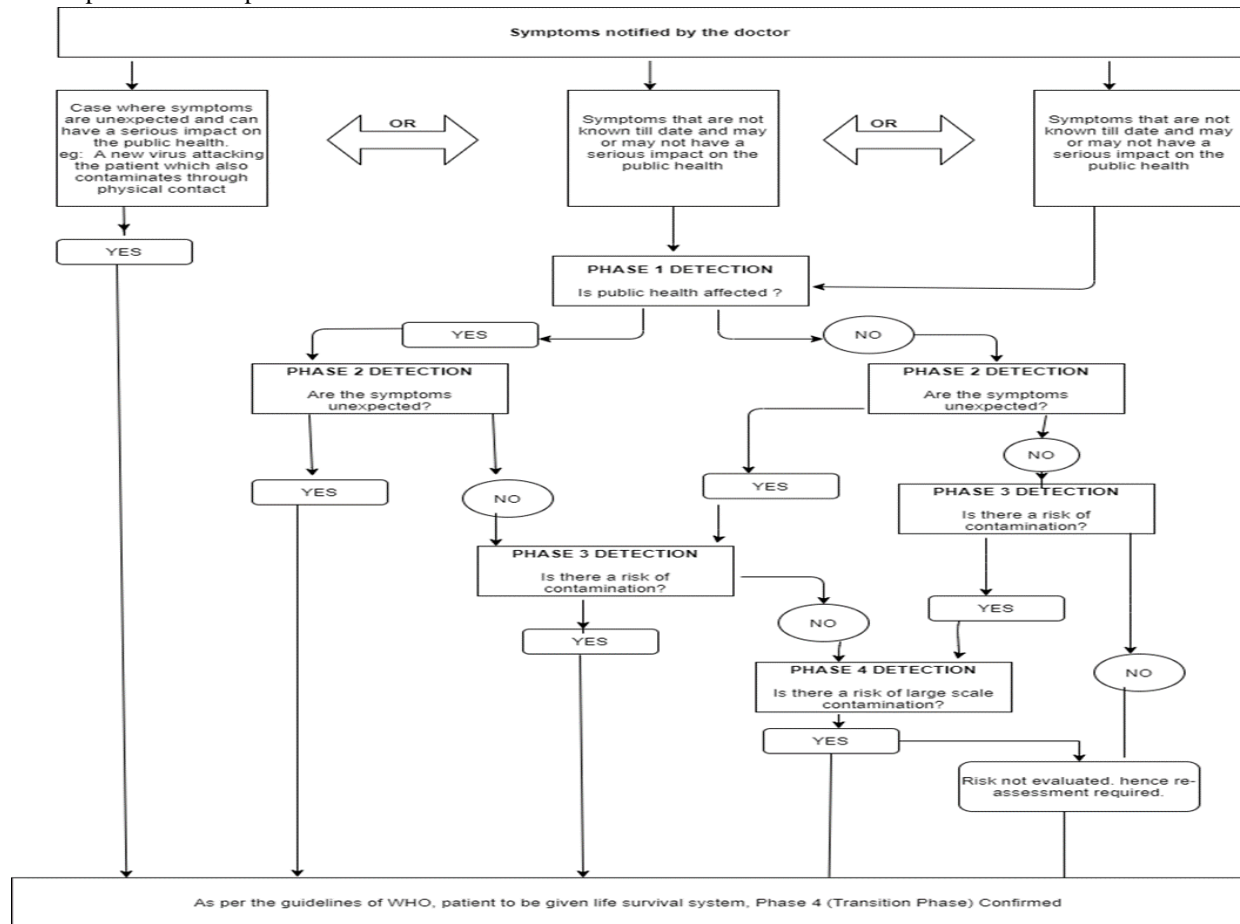 Symptoms notified by the doctor
Case where symptoms
are unexpected and can
have a serious impact on
the public health.
eg: A new virus attacking
the patient which also
contaminates through
physical contact
OR
Symptoms that are not
known till date and may
or may not have a
serious impact on the
public health
OR
Symptoms that are not
known till date and may
or may not have a
serious impact on the
public health
YES
PHASE 1 DETECTION
Is public health affected ?
YES
NO
PHASE 2 DETECTION
Are the symptoms
unexpected?
PHASE 2 DETECTION
Are the symptoms
unexpected?
NO
YES
NO
YES
PHASE 3 DETECTION
Is there a risk of
contamination?
PHASE 3 DETECTION
Is there a risk of
contamination?
YES
NO
YES
NO
PHASE 4 DETECTION
Is there a risk of large scale
contamination?
YES
Risk not evaluated. hence re-
assessment required.
As per the guidelines of WHO, patient to be given life survival system, Phase 4 (Transition Phase) Confirmed